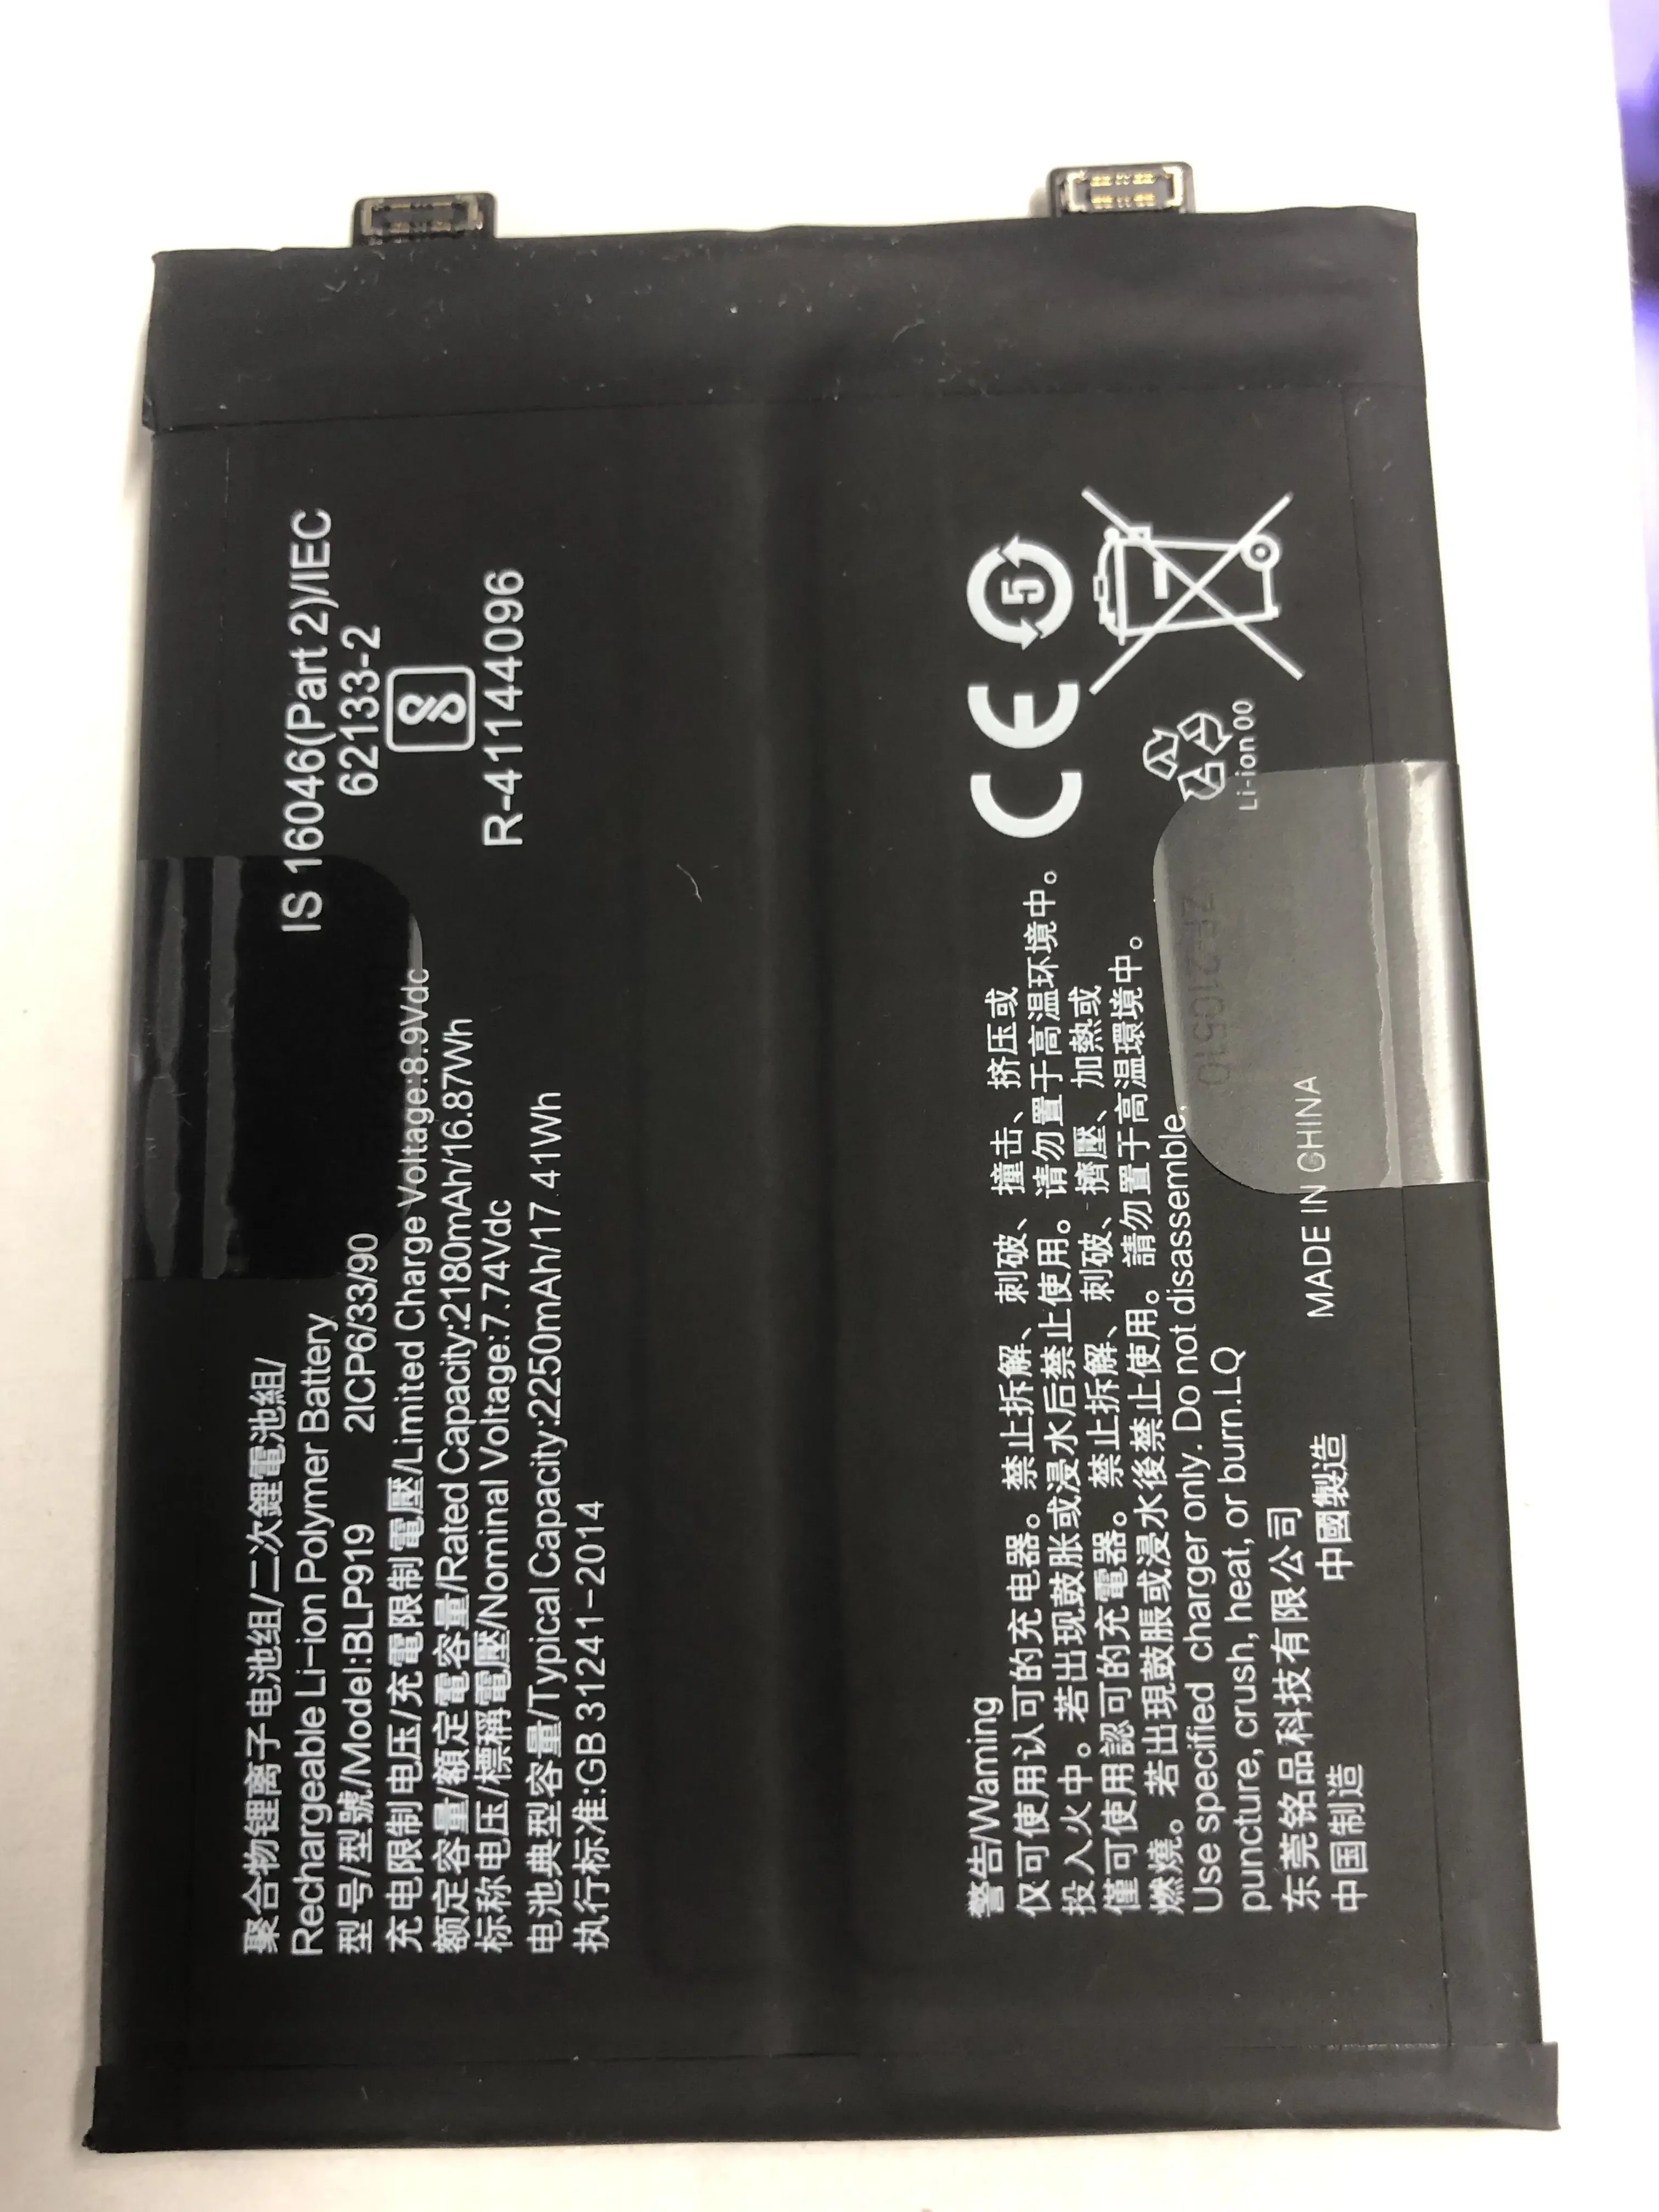 聚合物锂离子电池组/二次鋰電池組/
Rechargeable Li-ion Polymer Battery
型号/型號/Model:BLP919 2ICP6/33/90
充电限制电压/充電限制電壓/Limited Charge Voltage:8.9Vdc
额定容量/額定電容量/Rated Capacity:2180mAh/16.87Wh
标称电压/標稱電壓/Nominal Voltage:7.74Vdc
电池典型容量/Typical Capacity:2250mAh/17.41Wh
执行标准:GB 31241-2014
IS 16046(Part 2)/IEC
62133-2
R-41144096
警告/Waming
仅可使用认可的充电器。禁止拆解、刺破、撞击、挤压或
投入火中。若出现鼓胀或浸水后禁止使用。请勿置于高温环境中。
僅可使用認可的充電器。禁止拆解、刺破、擠壓、加熱或
燃燒。若出現鼓脹或浸水後禁止使用。請勿置于高温環境中。
Use specified charger only. Do not disassemble,
puncture, crush, heat, or burn.LQ
东莞铭品科技有限公司
中国制造 中國製造 MADE IN CHINA
CE
5
Li-ion 00